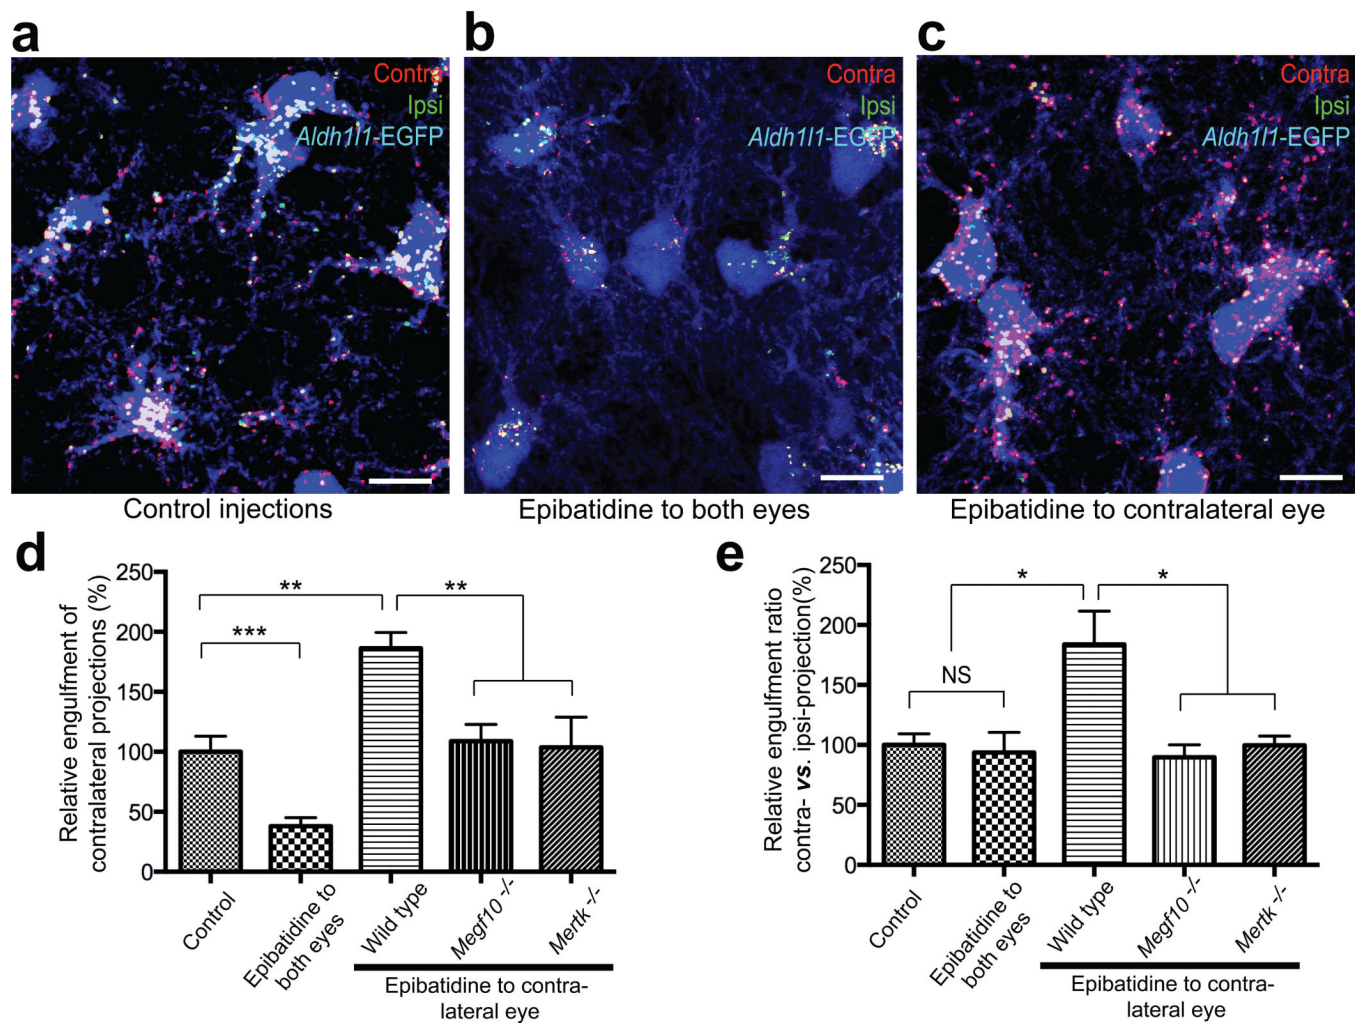 a
b
c
Contra
Ipsi
Aldh1l1-EGFP
Contra
Ipsi
Aldh1l1-EGFP
Contra
Ipsi
Aldh1l1-EGFP
Control injections
Epibatidine to both eyes
Epibatidine to contralateral eye
d
Relative engulfment of
contralateral projections (%)
250
200
150
100
50
0
**
**
***
Control
Epibatidine to
both eyes
Wild type
Megf10 -/-
Mertk -/-
Epibatidine to contra-
lateral eye
e
Relative engulfment ratio
contra- vs. ipsi-projection(%)
250
200
150
100
50
0
*
*
NS
Control
Epibatidine to
both eyes
Wild type
Megf10 -/-
Mertk -/-
Epibatidine to contra-
lateral eye